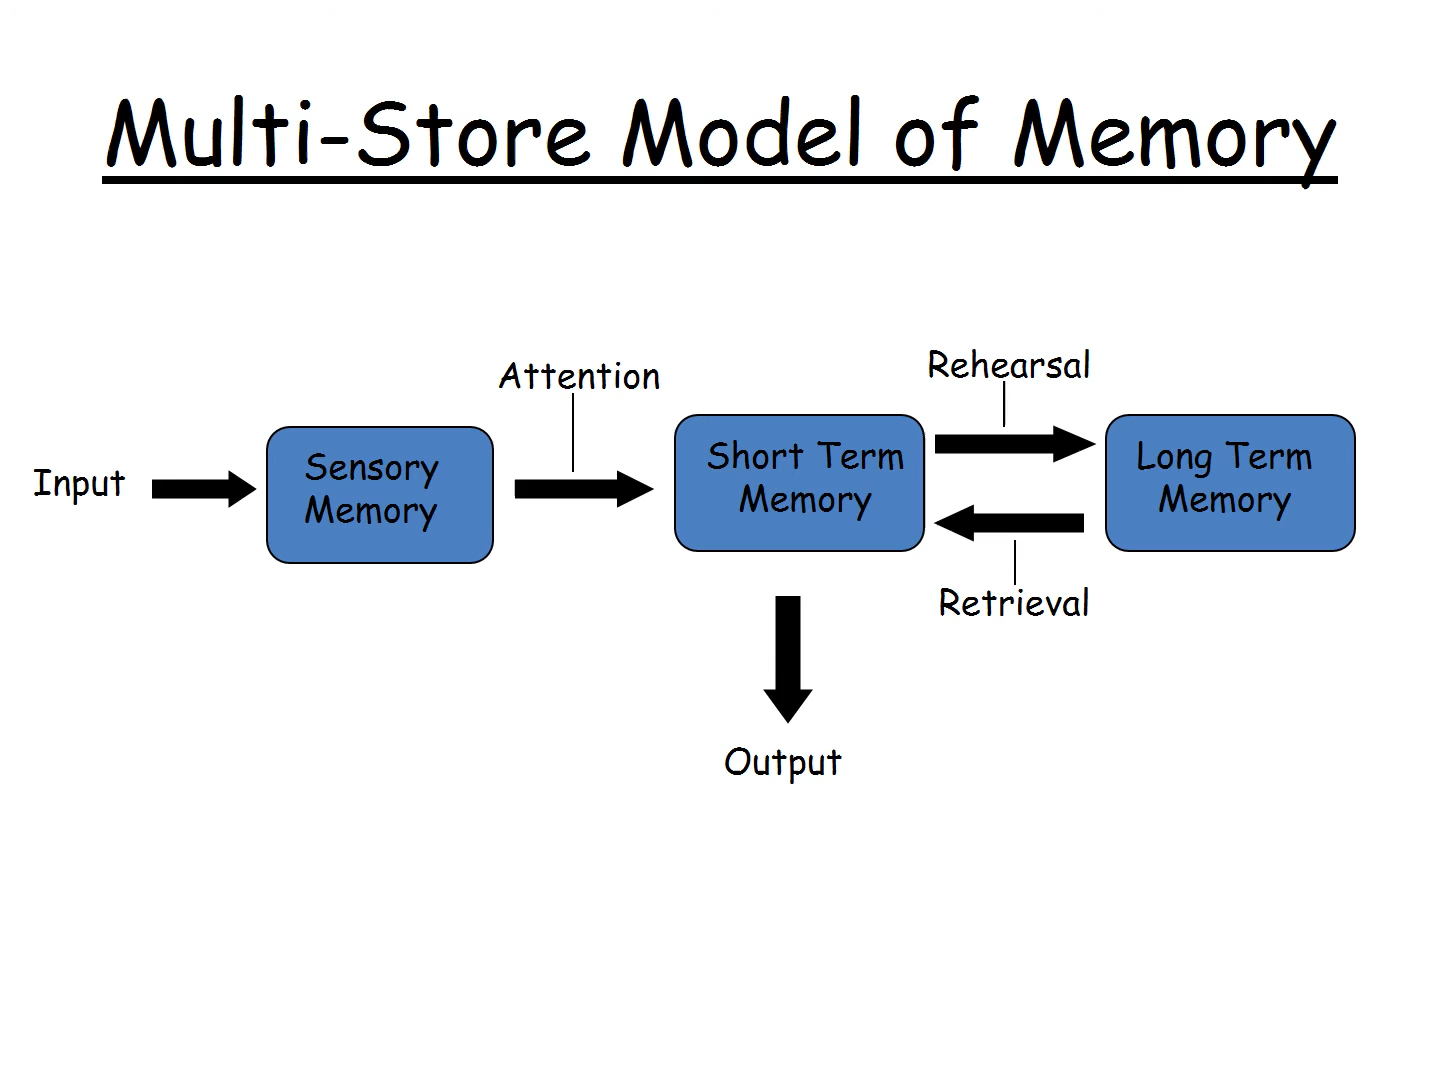 Multi-Store Model of Memory
Attention
Rehearsal
Input
Sensory
Memory
Short Term
Memory
Long Term
Memory
Retrieval
Output